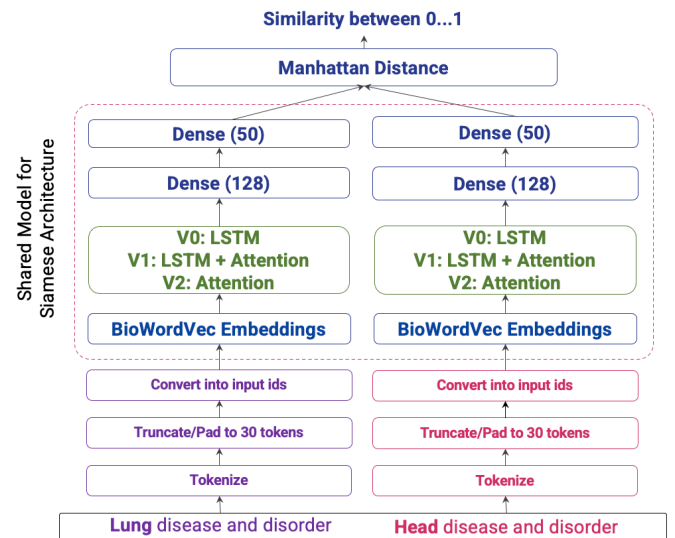 Similarity between 0...1
Manhattan Distance
Shared Model for
Siamese Architecture
Dense (50)
Dense (50)
Dense (128)
Dense (128)
V0: LSTM
V1: LSTM + Attention
V2: Attention
V0: LSTM
V1: LSTM + Attention
V2: Attention
BioWordVec Embeddings
BioWordVec Embeddings
Convert into input ids
Convert into input ids
Truncate/Pad to 30 tokens
Truncate/Pad to 30 tokens
Tokenize
Tokenize
Lung disease and disorder
Head disease and disorder